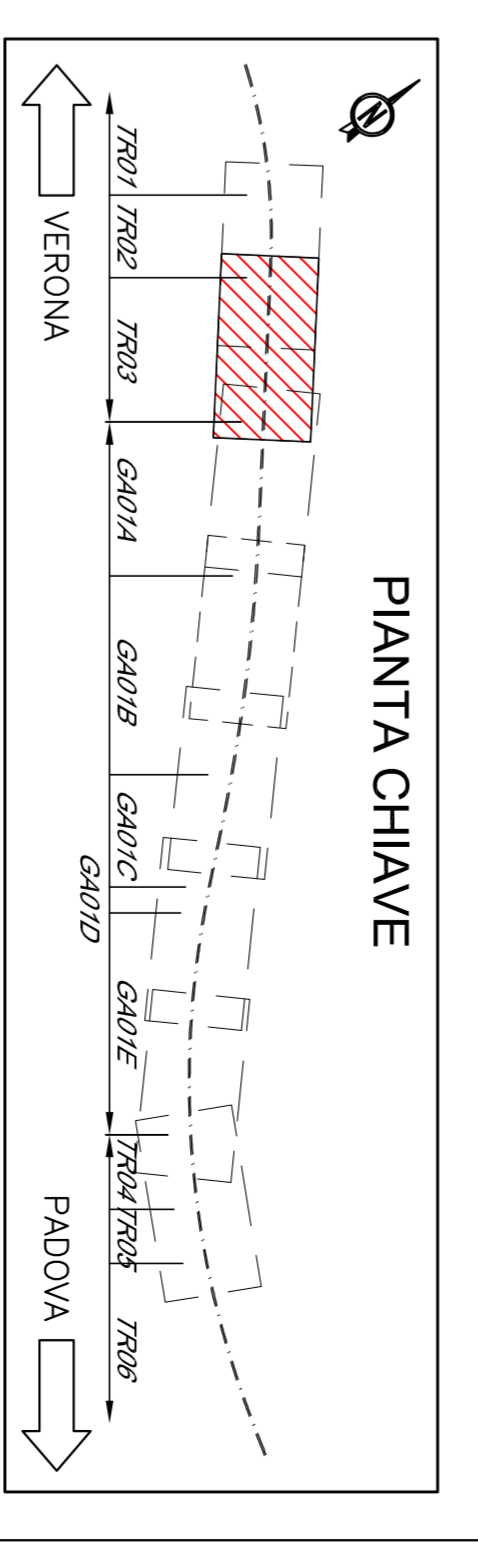 PIANTA CHIAVE
N
TR01
TR02
TR03
GA01A
GA01B
GA01C
GA01D
GA01E
TR04
TR05
TR06
VERONA
PADOVA